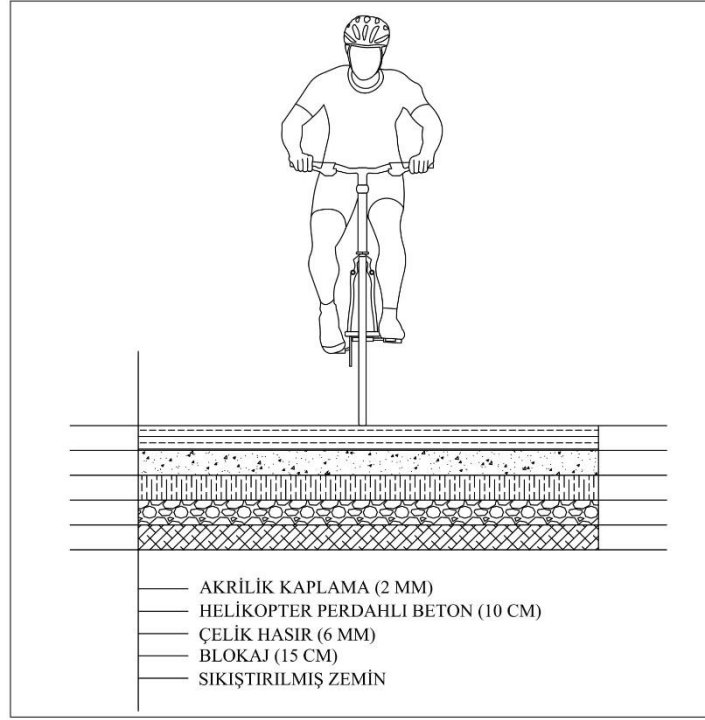 AKRİLİK KAPLAMA (2 MM)
HELİKOPTER PERDAHLI BETON (10 CM)
ÇELİK HASIR (6 MM)
BLOKAJ (15 CM)
SIKIŞTIRILMIŞ ZEMİN